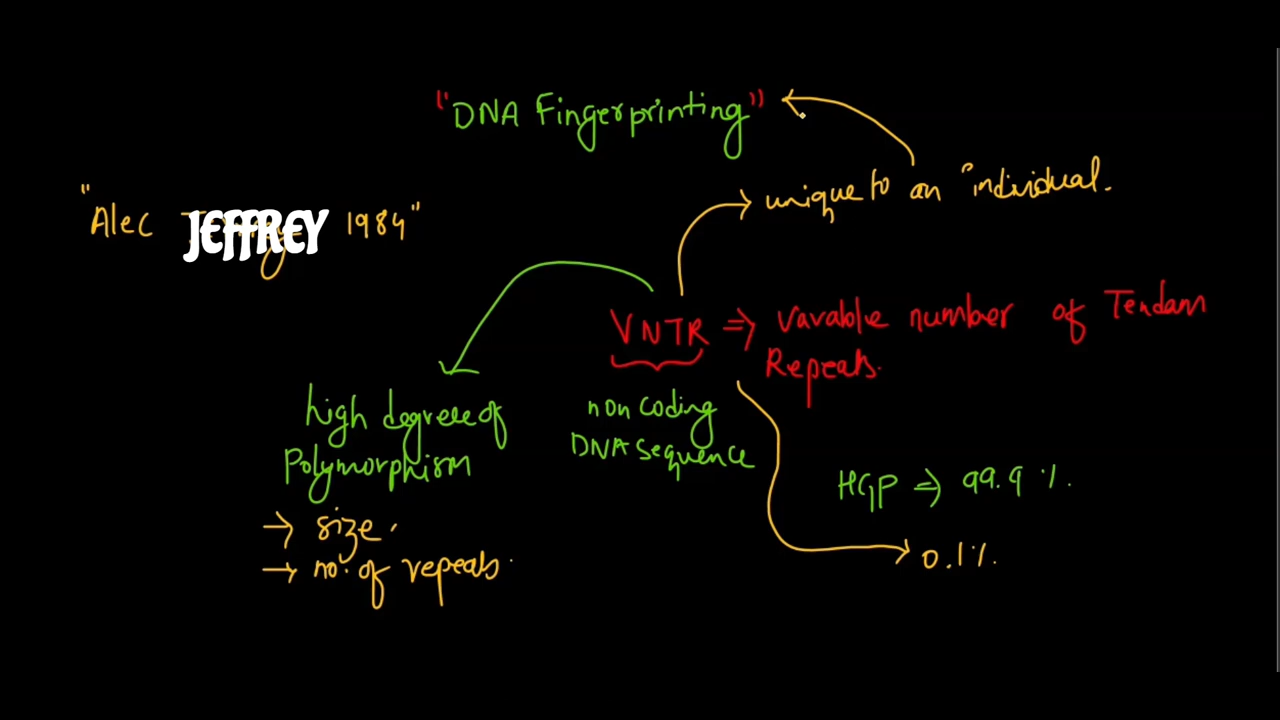 "DNA Fingerprinting"
unique to an individual.
"Alec JEFFREY 1984"
VNTR => Variable number of Tendam
Repeats.
high degree of
Polymorphism
non coding
DNA sequence
HGP => 99.9 %.
→ size.
→ no. of repeats.
0.1%.